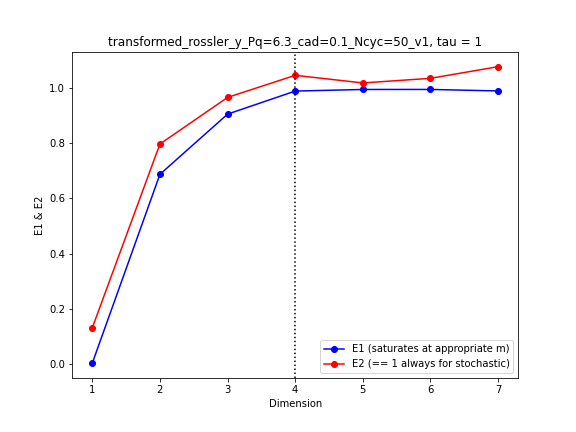 transformed_rossler_y_Pq=6.3_cad=0.1_Ncyc=50_v1, tau = 1
E1 & E2
1.0
0.8
0.6
0.4
0.2
0.0
E1 (saturates at appropriate m)
E2 (== 1 always for stochastic)
1 2 3 4 5 6 7
Dimension